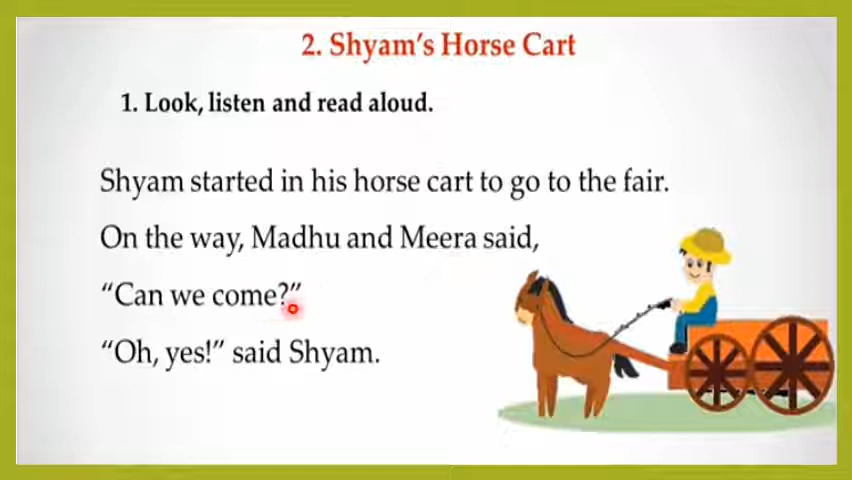 2. Shyam's Horse Cart
1. Look, listen and read aloud.
Shyam started in his horse cart to go to the fair.
On the way, Madhu and Meera said,
“Can we come?”
“Oh, yes!” said Shyam.